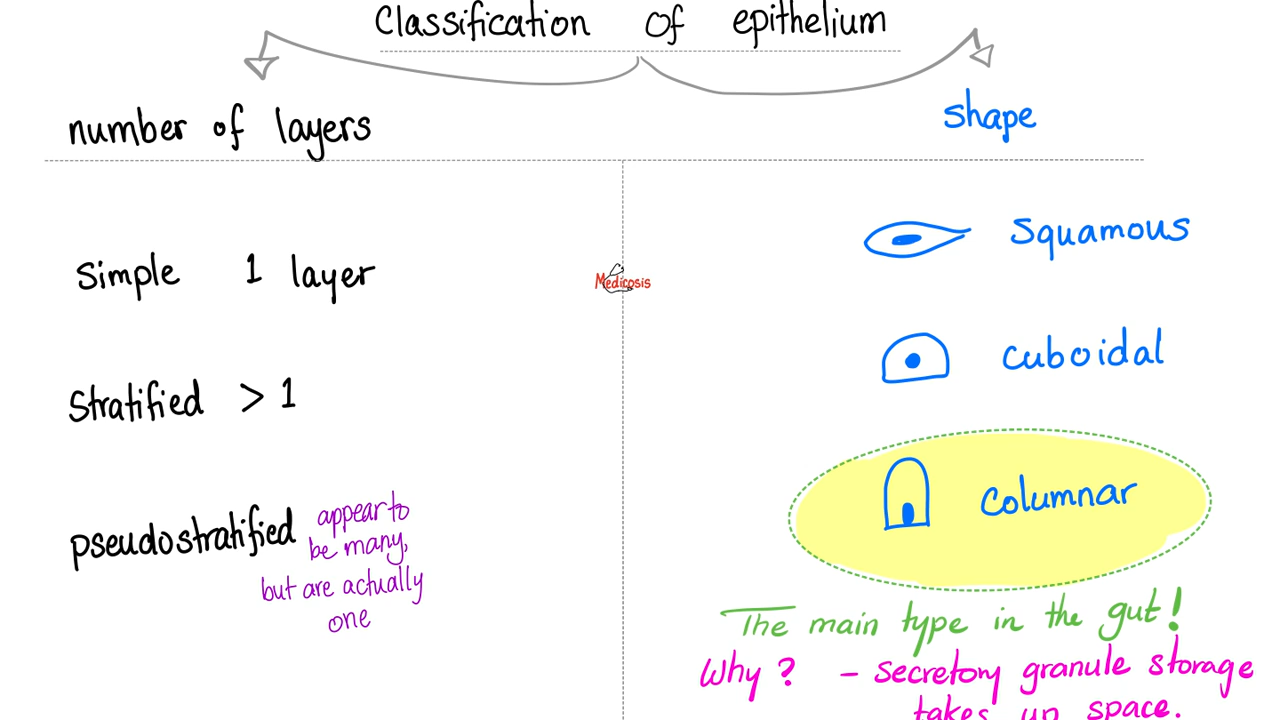 Classification of epithelium
number of layers
shape
Simple 1 layer
Stratified > 1
pseudostratified appear to
be many,
but are actually
one
Medicosis
Squamous
cuboidal
Columnar
The main type in the gut!
Why? - Secretory granule storage
takes up space.